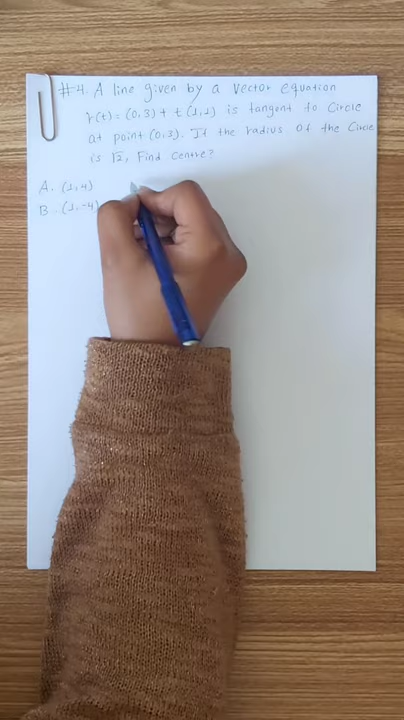 #4. A line given by a vector equation
r(t) = (0,3) + t(1,1) is tangent to Circle
at point (0,3). If the radius of the Circle
is √2, Find centre?
A. (1,4)
B. (1,-4)